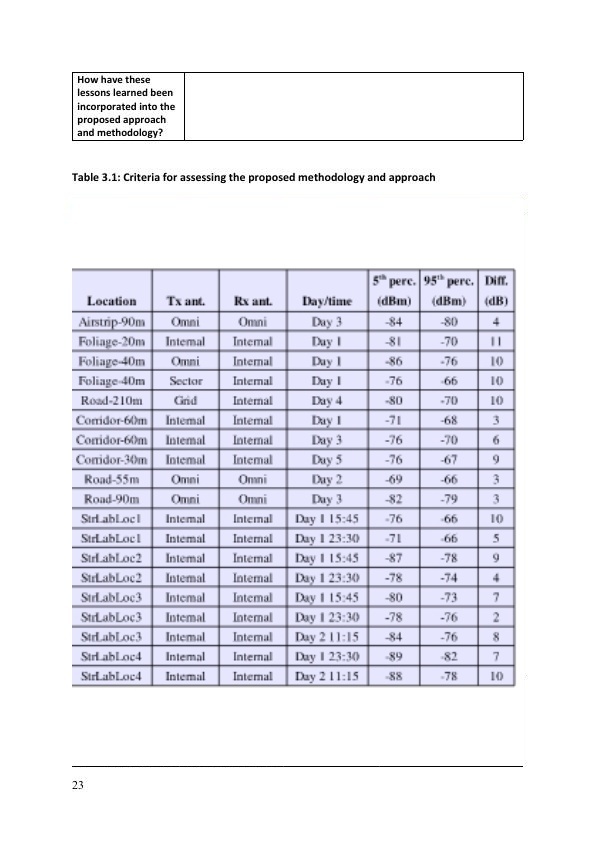 How have these
lessons learned been
incorporated into the
proposed approach
and methodology?
Table 3.1: Criteria for assessing the proposed methodology and approach
Location Tx ant. Rx ant. Day/time 5th perc. (dBm) 95th perc. (dBm) Diff. (dB)
Airstrip-90m Omni Omni Day 3 -84 -80 4
Foliage-20m Internal Internal Day 1 -81 -70 11
Foliage-40m Omni Internal Day 1 -86 -76 10
Foliage-40m Sector Internal Day 1 -76 -66 10
Road-210m Grid Internal Day 4 -80 -70 10
Corridor-60m Internal Internal Day 1 -71 -68 3
Corridor-60m Internal Internal Day 3 -76 -70 6
Corridor-30m Internal Internal Day 5 -76 -67 9
Road-55m Omni Omni Day 2 -69 -66 3
Road-90m Omni Omni Day 3 -82 -79 3
StrLabLoc1 Internal Internal Day 1 15:45 -76 -66 10
StrLabLoc1 Internal Internal Day 1 23:30 -71 -66 5
StrLabLoc2 Internal Internal Day 1 15:45 -87 -78 9
StrLabLoc2 Internal Internal Day 1 23:30 -78 -74 4
StrLabLoc3 Internal Internal Day 1 15:45 -80 -73 7
StrLabLoc3 Internal Internal Day 1 23:30 -78 -76 2
StrLabLoc3 Internal Internal Day 2 11:15 -84 -76 8
StrLabLoc4 Internal Internal Day 1 23:30 -89 -82 7
StrLabLoc4 Internal Internal Day 2 11:15 -88 -78 10
23